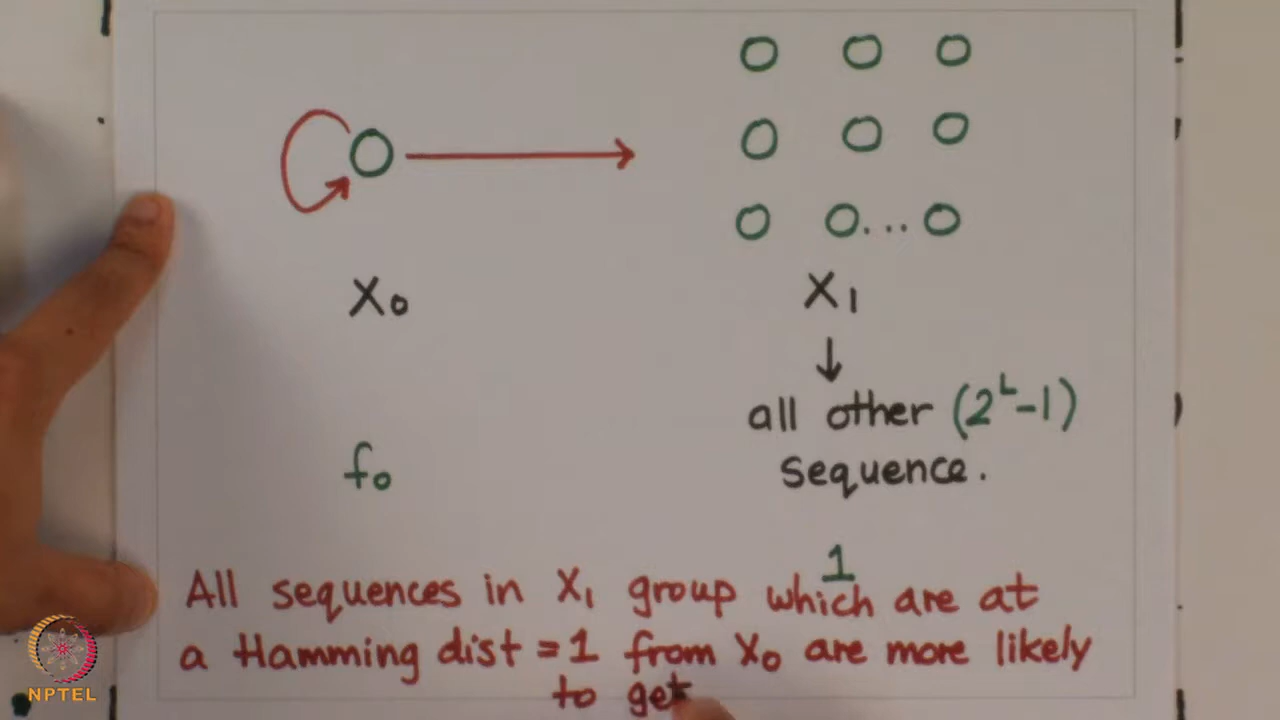 X₀
X₁
all other (2^L-1)
sequence.
f₀
1
All sequences in X₁ group which are at
a Hamming dist = 1 from X₀ are more likely
to get
NPTEL